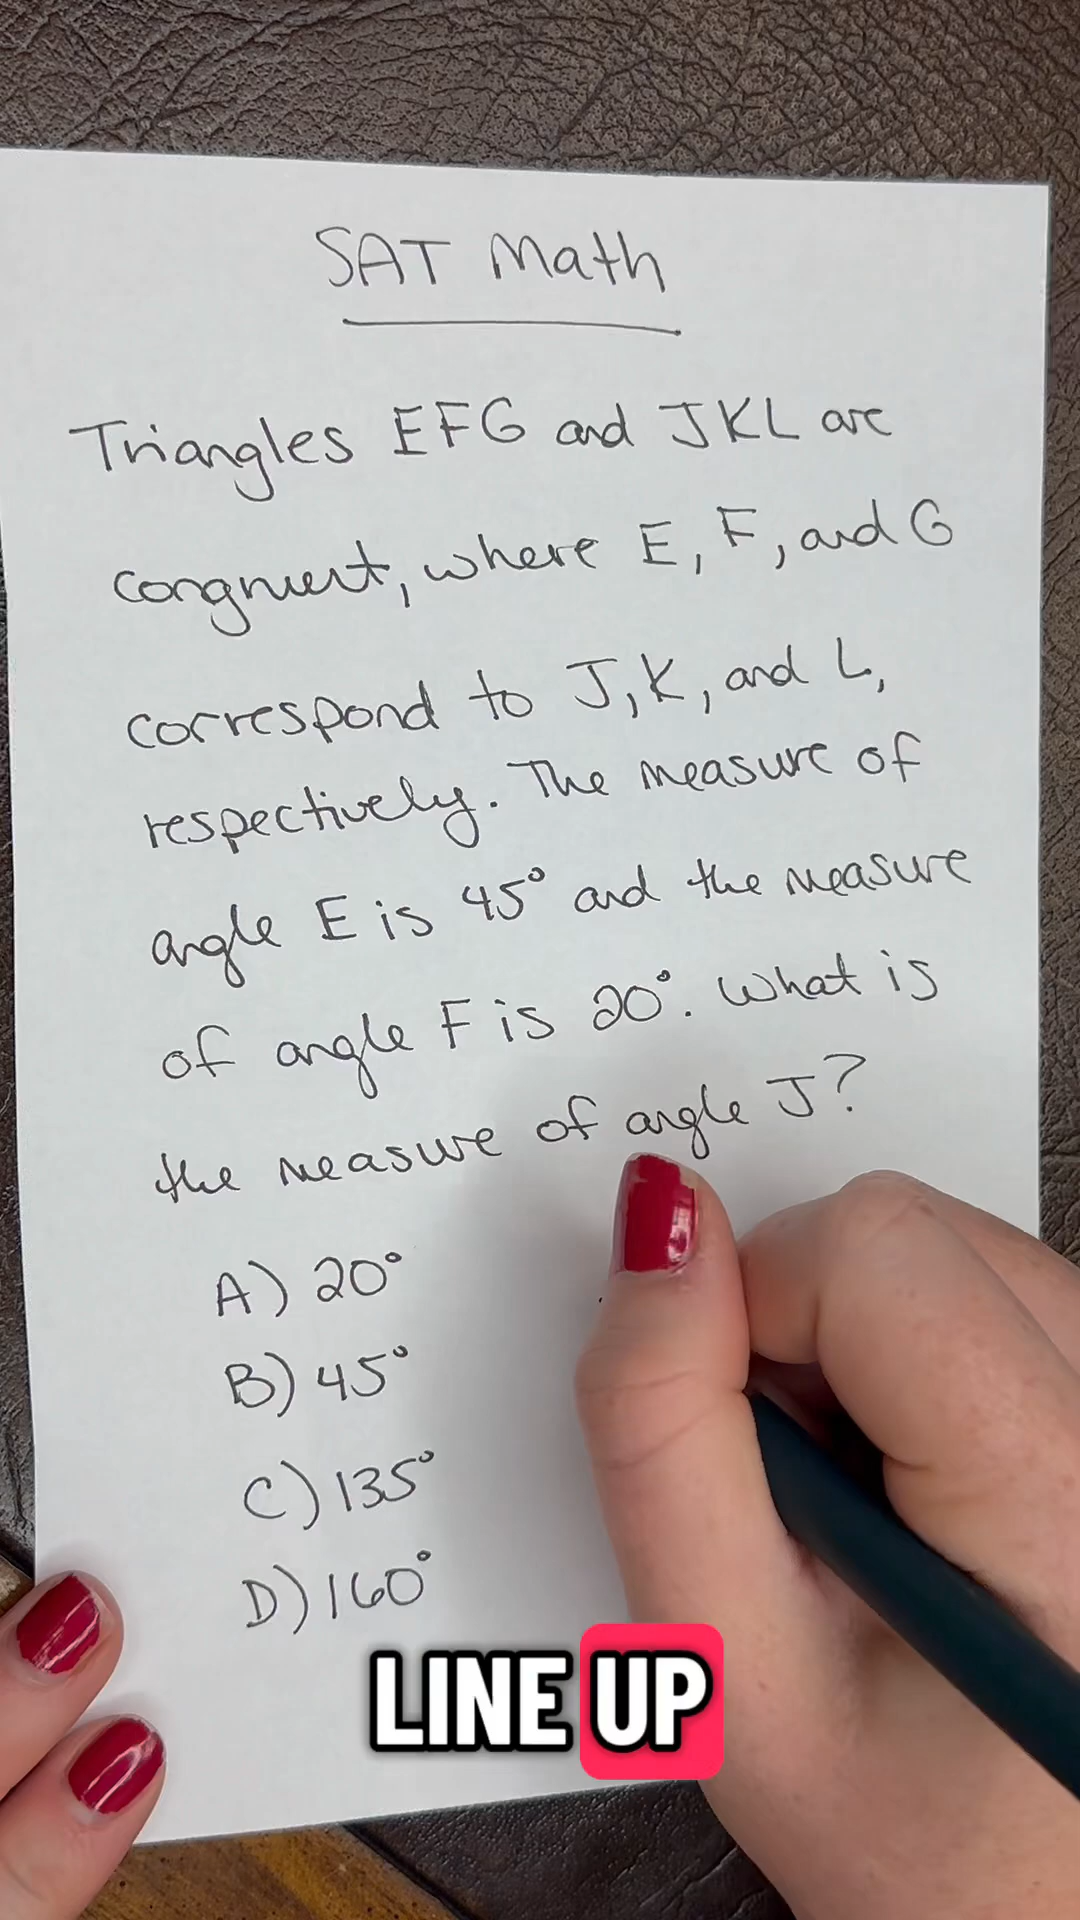 SAT Math
Triangles EFG and JKL are
congruent, where E, F, and G
correspond to J, K, and L,
respectively. The measure of
angle E is 45° and the measure
of angle F is 20°. What is
the measure of angle J?
A) 20°
B) 45°
C) 135°
D) 160°
LINE UP